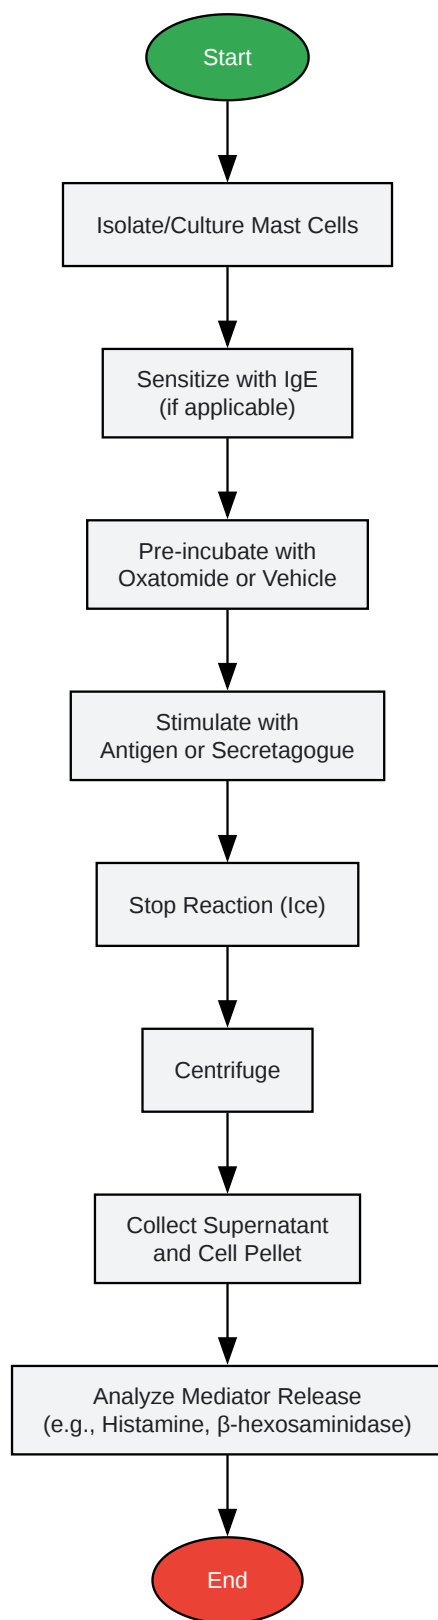 Start
Isolate/Culture Mast Cells
Sensitize with IgE
(if applicable)
Pre-incubate with
Oxatomide or Vehicle
Stimulate with
Antigen or Secretagogue
Stop Reaction (Ice)
Centrifuge
Collect Supernatant
and Cell Pellet
Analyze Mediator Release
(e.g., Histamine, β-hexosaminidase)
End